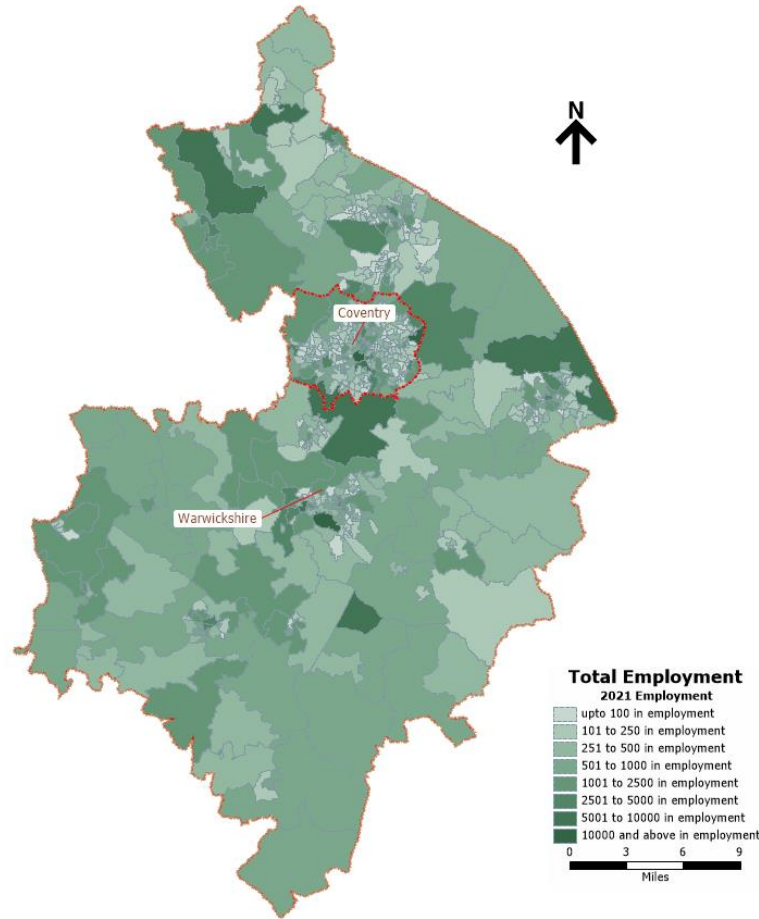 N
Coventry
Warwickshire
Total Employment
2021 Employment
upto 100 in employment
101 to 250 in employment
251 to 500 in employment
501 to 1000 in employment
1001 to 2500 in employment
2501 to 5000 in employment
5001 to 10000 in employment
10000 and above in employment
0 3 6 9
Miles